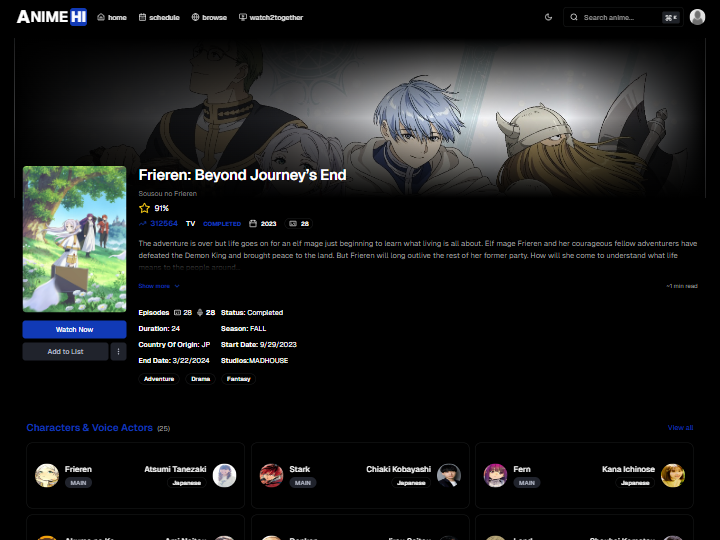 ANIME HI
home
schedule
browse
watch2together
Search anime...
⌘K
Frieren: Beyond Journey's End
Sousou no Frieren
91%
312564 TV COMPLETED 2023 28
The adventure is over but life goes on for an elf mage just beginning to learn what living is all about. Elf mage Frieren and her courageous fellow adventurers have
defeated the Demon King and brought peace to the land. But Frieren will long outlive the rest of her former party. How will she come to understand what life
means to the people around
Show more
~1 min read
Watch Now
Add to List
Episodes 28 28 Status: Completed
Duration: 24 Season: FALL
Country Of Origin: JP Start Date: 9/29/2023
End Date: 3/22/2024 Studios:MADHOUSE
Adventure Drama Fantasy
Characters & Voice Actors (25)
View all
Frieren Atsumi Tanezaki
MAIN Japanese
Stark Chiaki Kobayashi
MAIN Japanese
Fern Kana Ichinose
MAIN Japanese